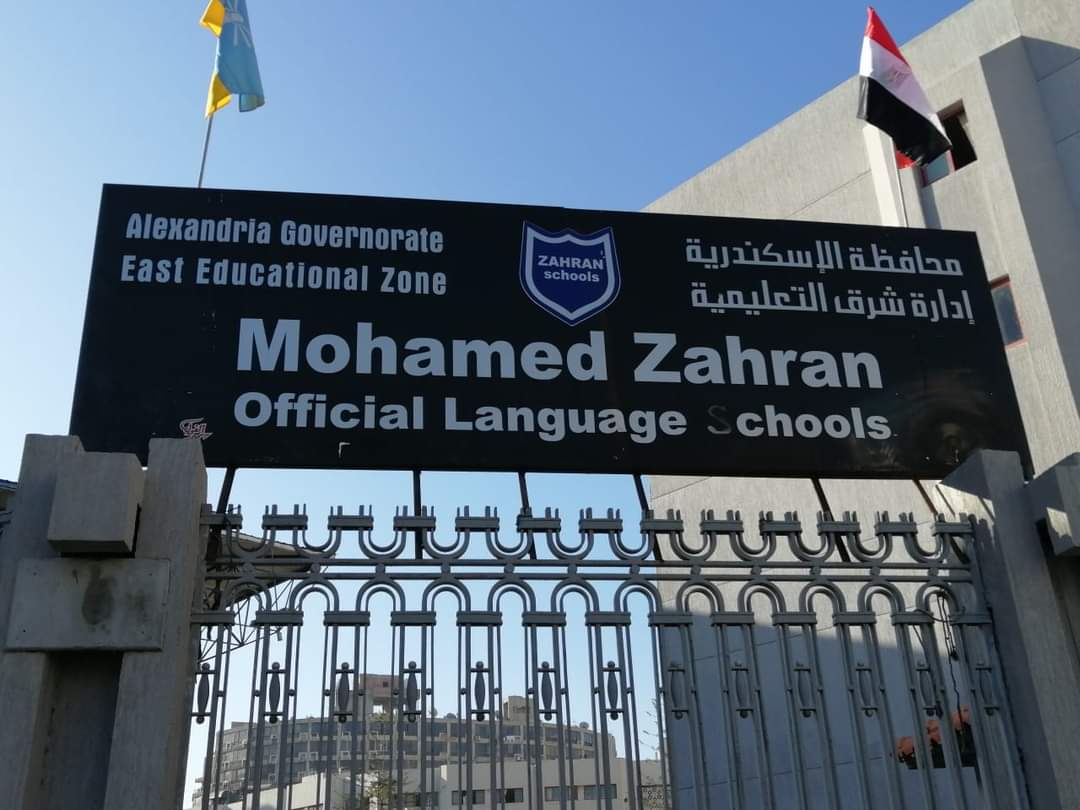 Alexandria Governorate
East Educational Zone
ZAHRAN
schools
محافظة الإسكندرية
إدارة شرق التعليمية
Mohamed Zahran
Official Language Schools